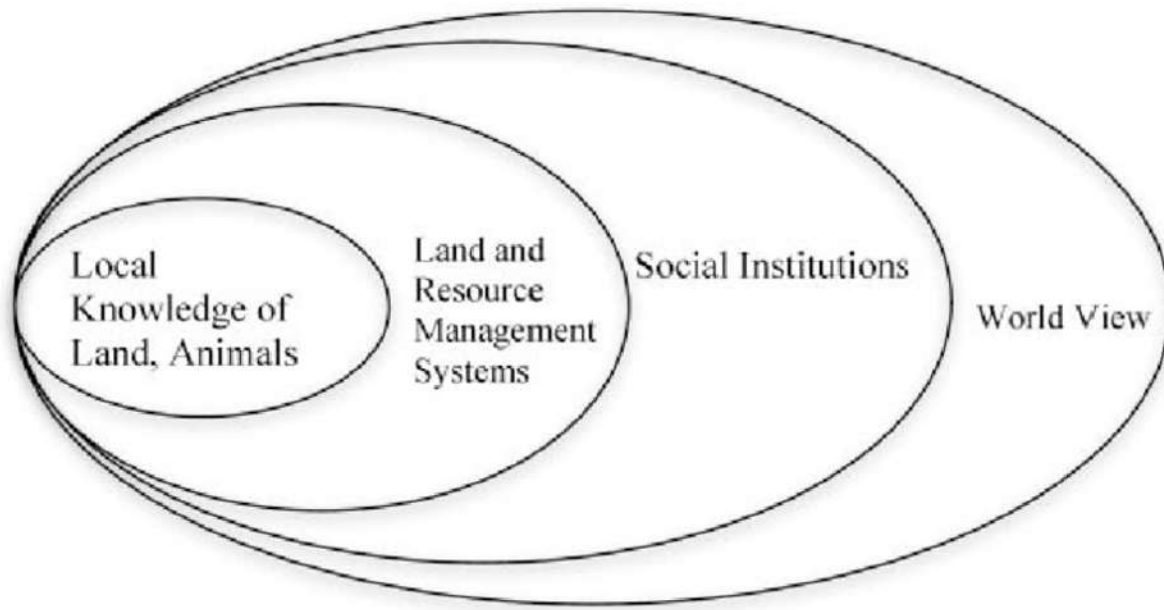 Local
Knowledge of
Land, Animals
Land and
Resource
Management
Systems
Social Institutions
World View